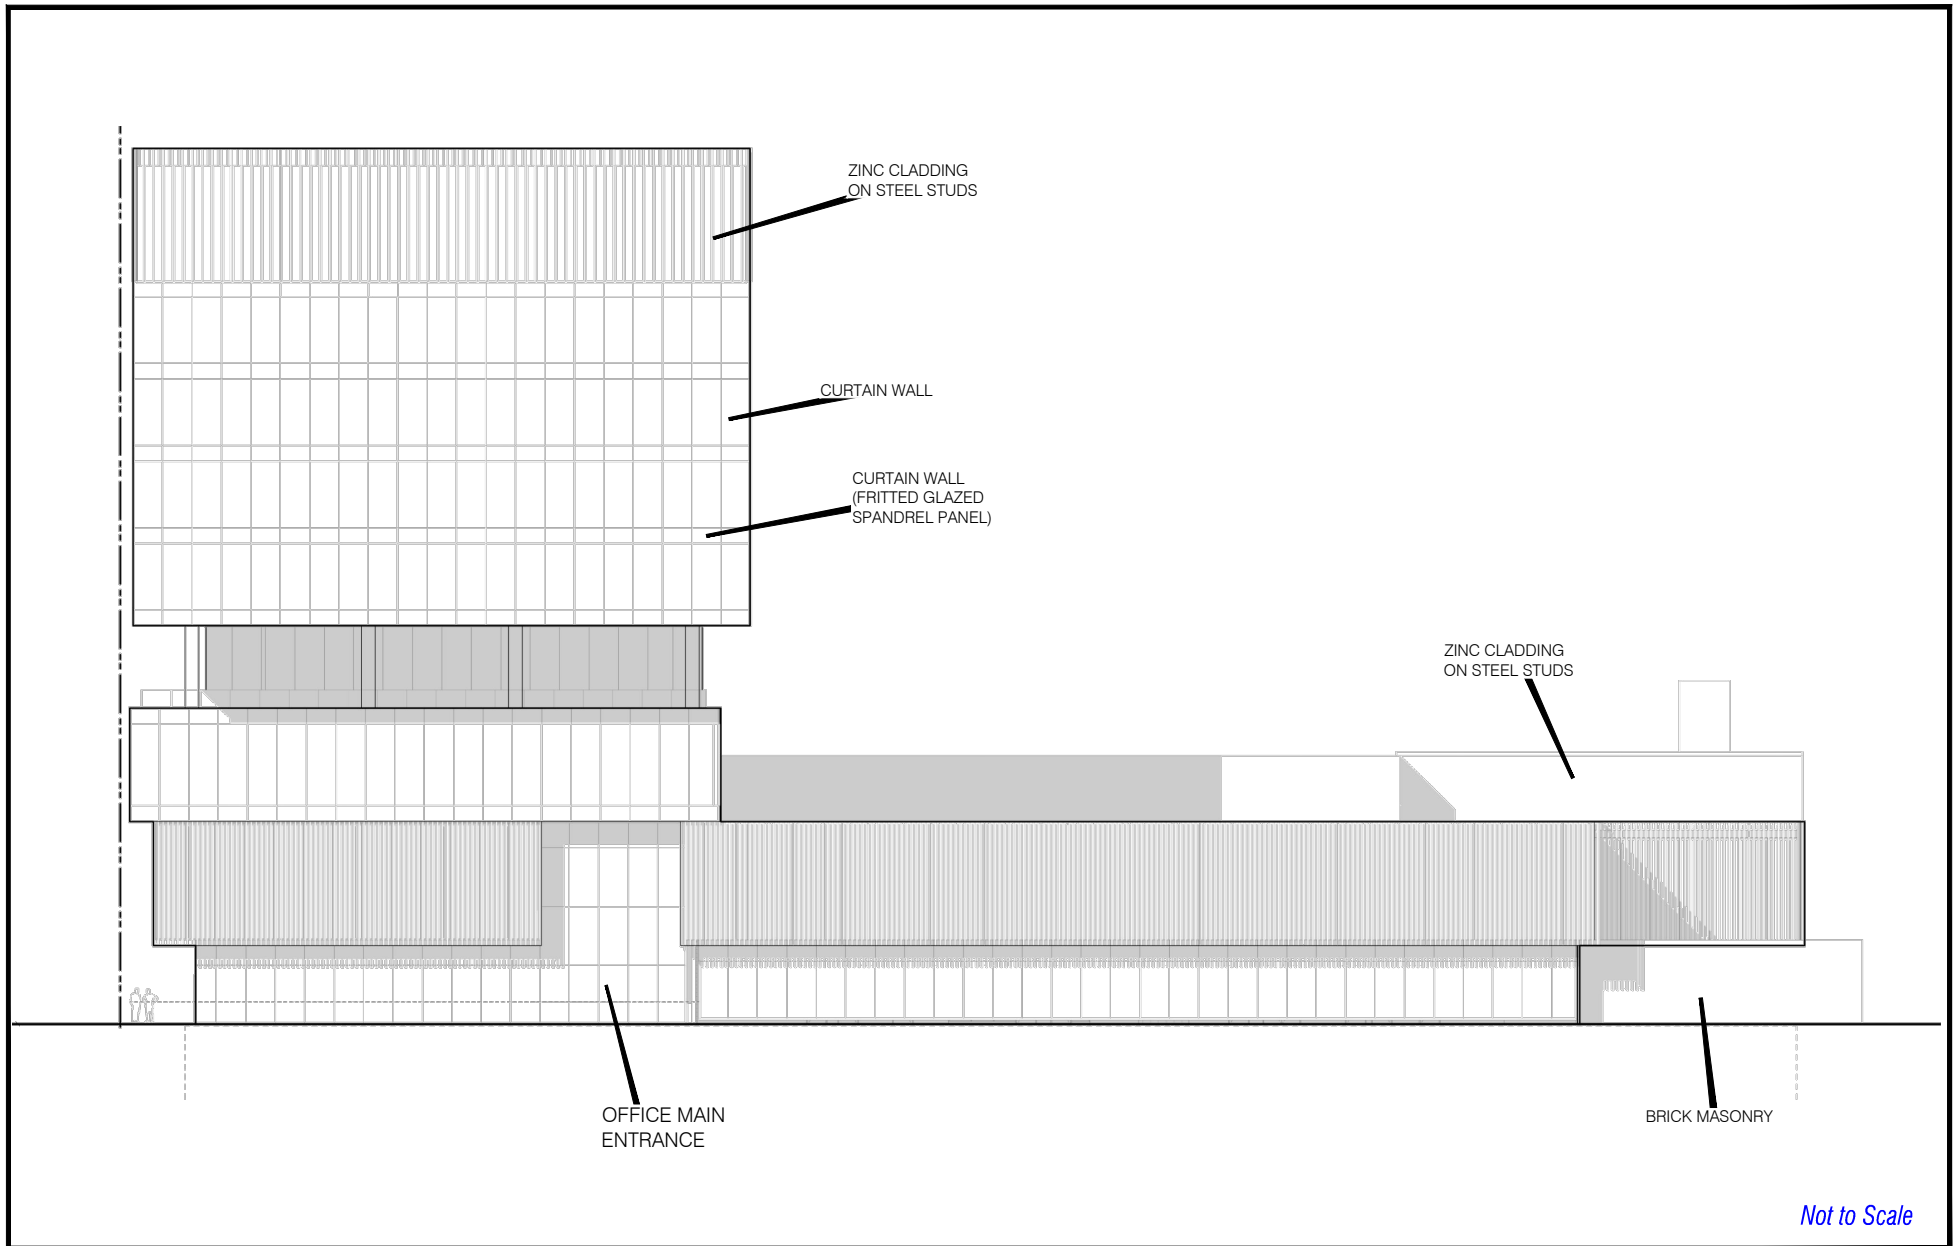 ZINC CLADDING
ON STEEL STUDS
CURTAIN WALL
CURTAIN WALL
(FRITTED GLAZED
SPANDREL PANEL)
ZINC CLADDING
ON STEEL STUDS
OFFICE MAIN
ENTRANCE
BRICK MASONRY
Not to Scale